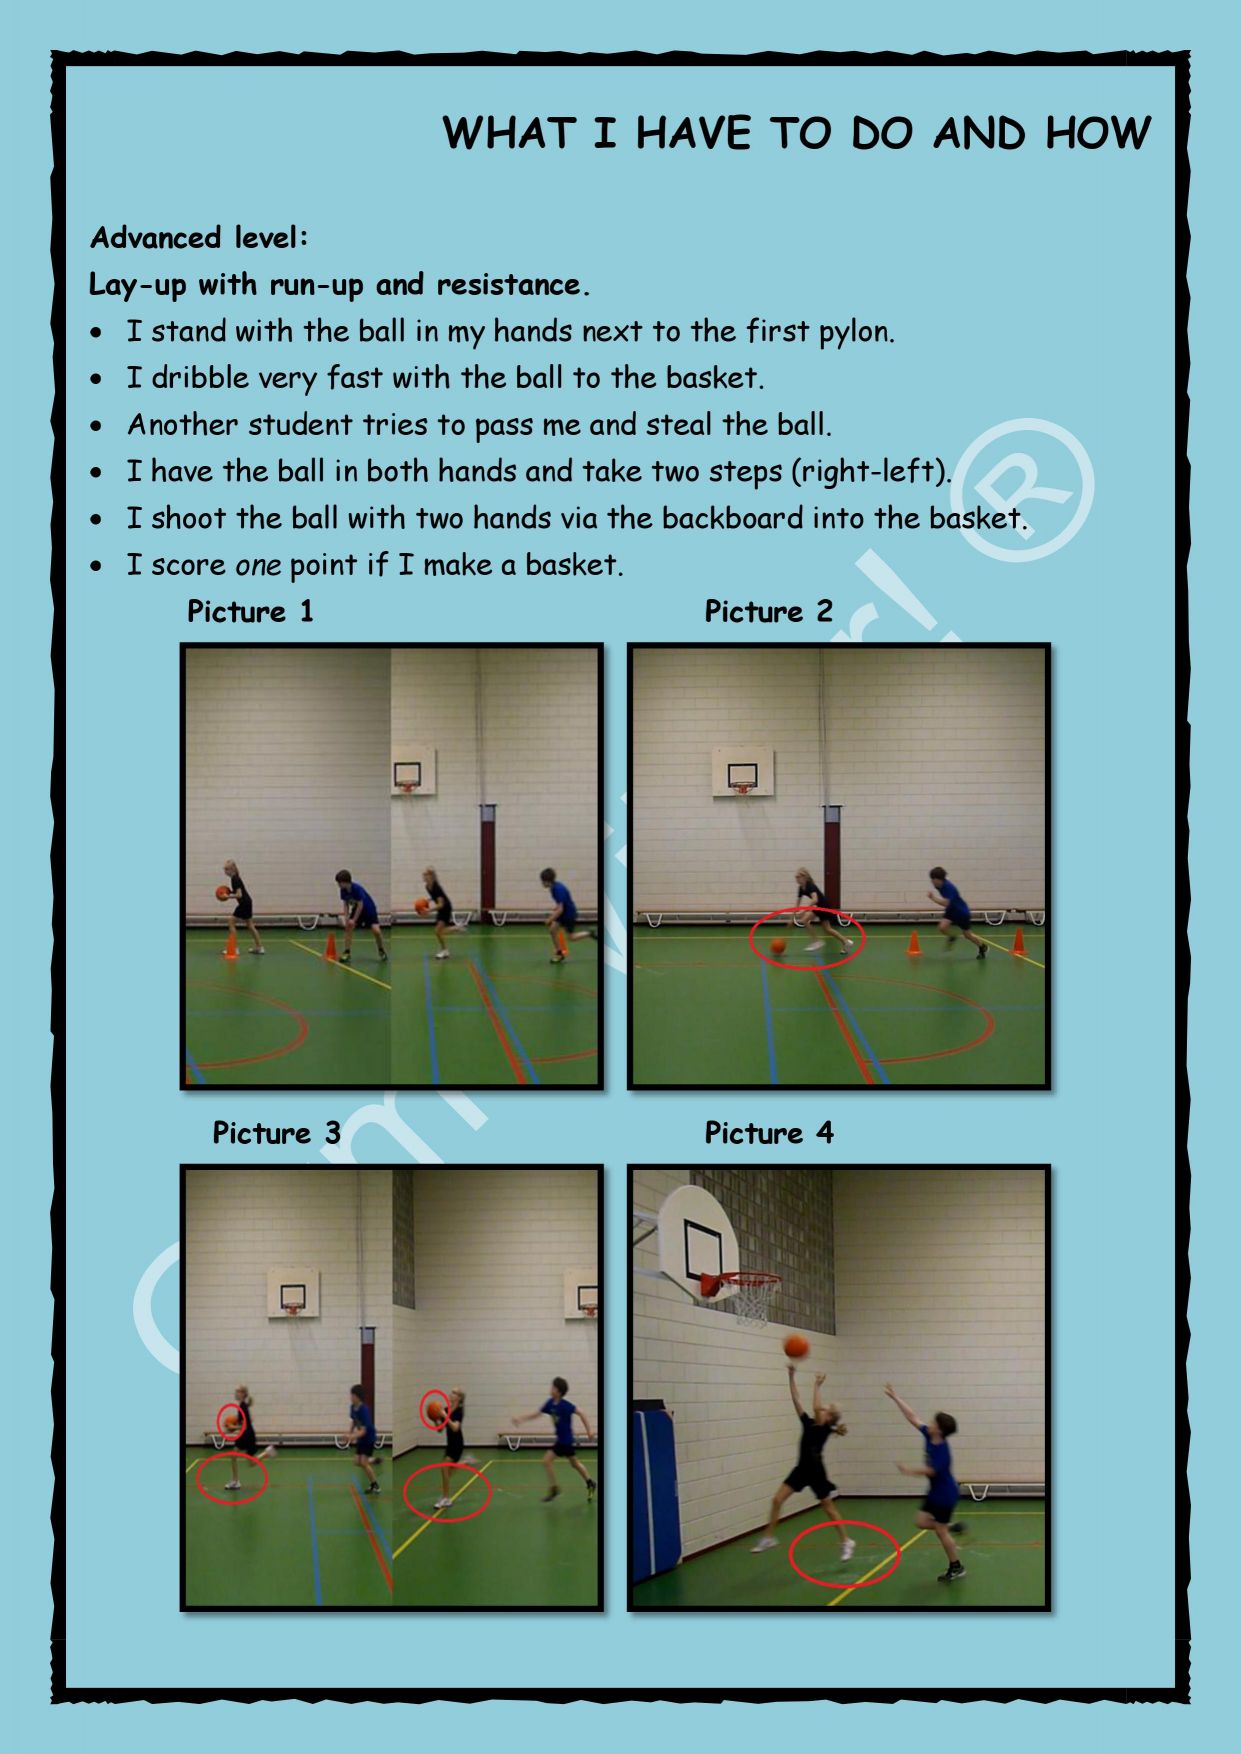 WHAT I HAVE TO DO AND HOW
Advanced level:
Lay-up with run-up and resistance.
• I stand with the ball in my hands next to the first pylon.
• I dribble very fast with the ball to the basket.
• Another student tries to pass me and steal the ball.
• I have the ball in both hands and take two steps (right-left).
• I shoot the ball with two hands via the backboard into the basket.
• I score one point if I make a basket.
Picture 1
Picture 2
Picture 3
Picture 4
®